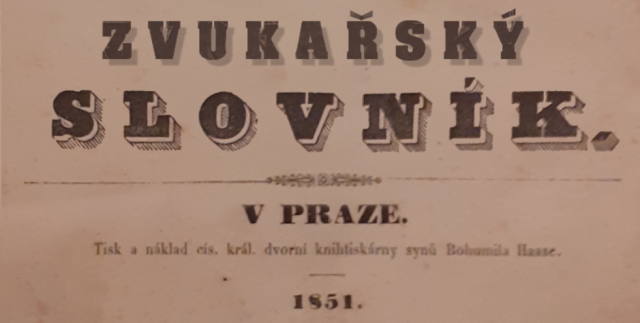 ZVUKAŘSKÝ
SLOVNÍK.
V PRAZE.
Tisk a náklad cís. král. dvorní knihtiskárny synů Bohumila Haase.
1851.